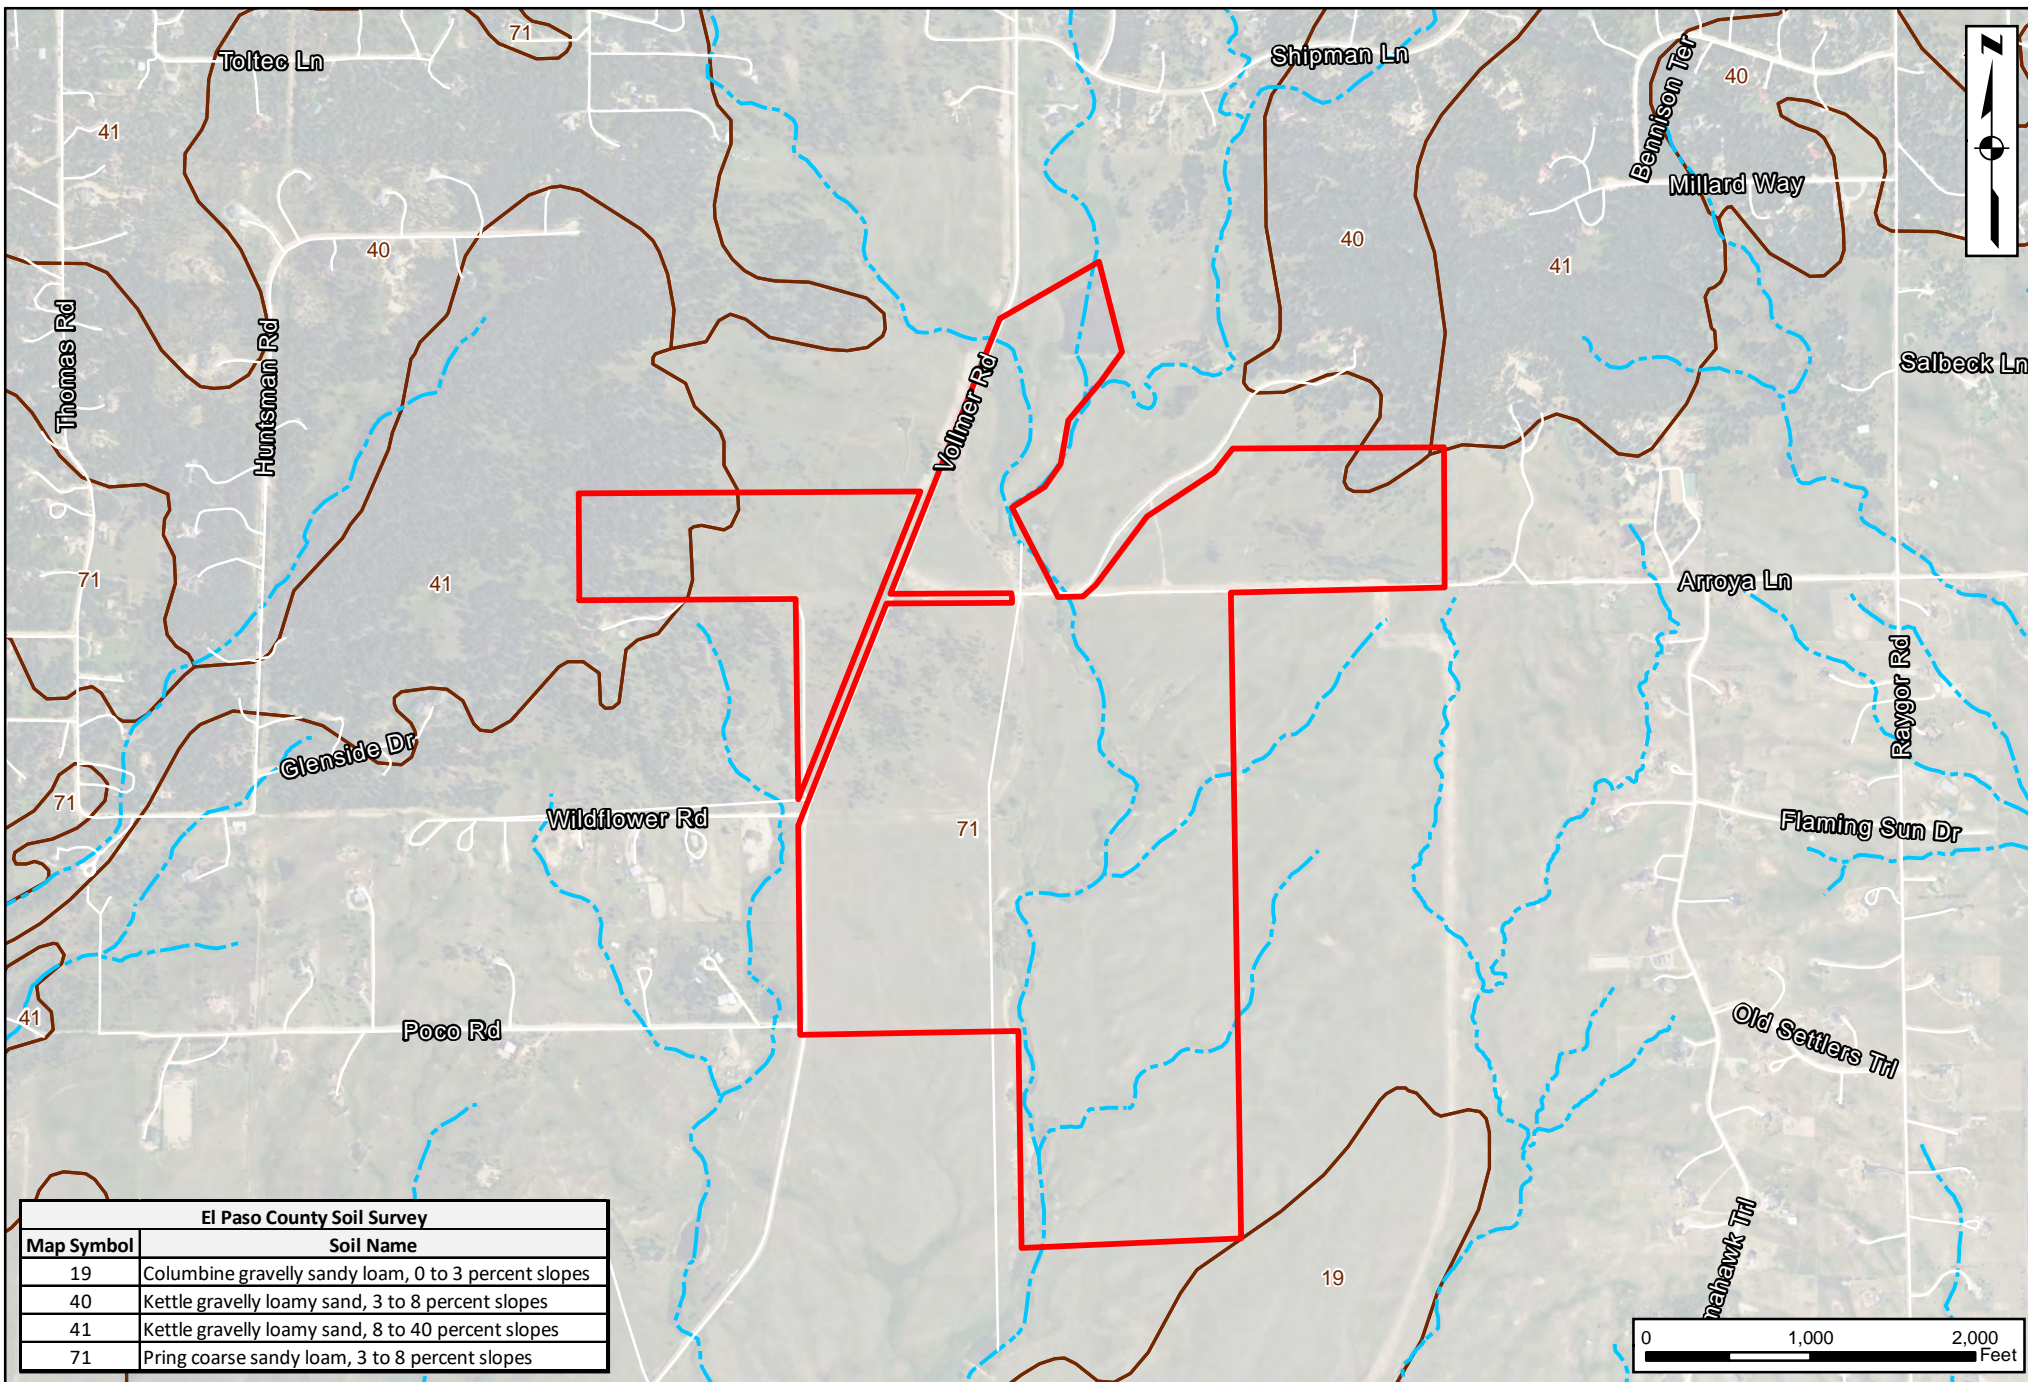 71
Toltec Ln
Shipman Ln
Bennison Ter
40
Z
41
Millard Way
40
40
41
Thomas Rd
Huntsman Rd
Vollmer Rd
Salbeck Ln
71
41
Arroya Ln
Raygor Rd
Glenside Dr
71
Wildflower Rd
71
Flaming Sun Dr
41
Poco Rd
Old Settlers Trl
mahawk Trl
19
El Paso County Soil Survey
Map Symbol Soil Name
19 Columbine gravelly sandy loam, 0 to 3 percent slopes
40 Kettle gravelly loamy sand, 3 to 8 percent slopes
41 Kettle gravelly loamy sand, 8 to 40 percent slopes
71 Pring coarse sandy loam, 3 to 8 percent slopes
0 1,000 2,000
Feet